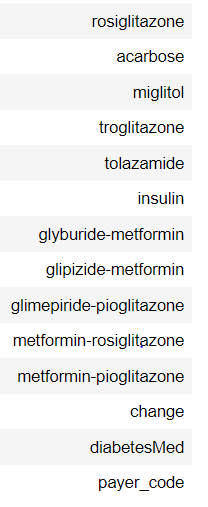 rosiglitazone
acarbose
miglitol
troglitazone
tolazamide
insulin
glyburide-metformin
glipizide-metformin
glimepiride-pioglitazone
metformin-rosiglitazone
metformin-pioglitazone
change
diabetesMed
payer_code